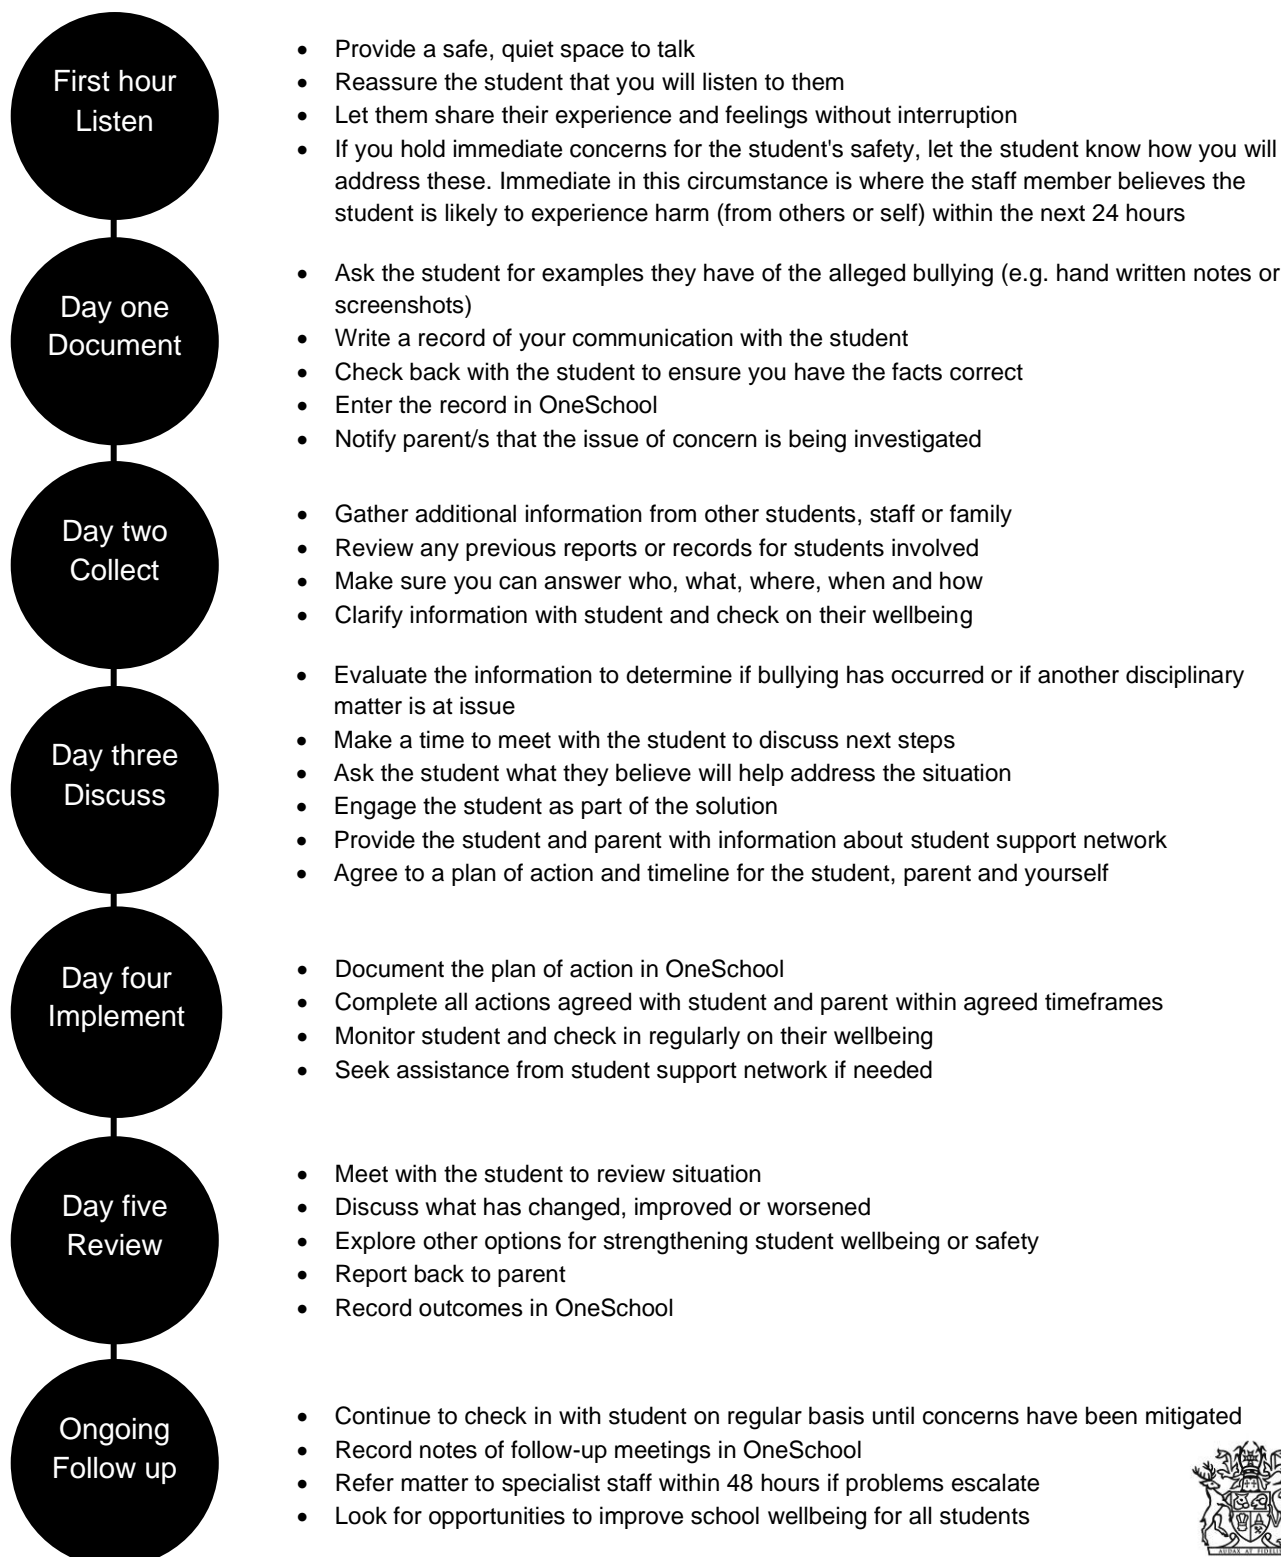 First hour
Listen
• Provide a safe, quiet space to talk
• Reassure the student that you will listen to them
• Let them share their experience and feelings without interruption
• If you hold immediate concerns for the student's safety, let the student know how you will
address these. Immediate in this circumstance is where the staff member believes the
student is likely to experience harm (from others or self) within the next 24 hours
Day one
Document
• Ask the student for examples they have of the alleged bullying (e.g. hand written notes or
screenshots)
• Write a record of your communication with the student
• Check back with the student to ensure you have the facts correct
• Enter the record in OneSchool
• Notify parent/s that the issue of concern is being investigated
Day two
Collect
• Gather additional information from other students, staff or family
• Review any previous reports or records for students involved
• Make sure you can answer who, what, where, when and how
• Clarify information with student and check on their wellbeing
Day three
Discuss
• Evaluate the information to determine if bullying has occurred or if another disciplinary
matter is at issue
• Make a time to meet with the student to discuss next steps
• Ask the student what they believe will help address the situation
• Engage the student as part of the solution
• Provide the student and parent with information about student support network
• Agree to a plan of action and timeline for the student, parent and yourself
Day four
Implement
• Document the plan of action in OneSchool
• Complete all actions agreed with student and parent within agreed timeframes
• Monitor student and check in regularly on their wellbeing
• Seek assistance from student support network if needed
Day five
Review
• Meet with the student to review situation
• Discuss what has changed, improved or worsened
• Explore other options for strengthening student wellbeing or safety
• Report back to parent
• Record outcomes in OneSchool
Ongoing
Follow up
• Continue to check in with student on regular basis until concerns have been mitigated
• Record notes of follow-up meetings in OneSchool
• Refer matter to specialist staff within 48 hours if problems escalate
• Look for opportunities to improve school wellbeing for all students
AUDAX AT